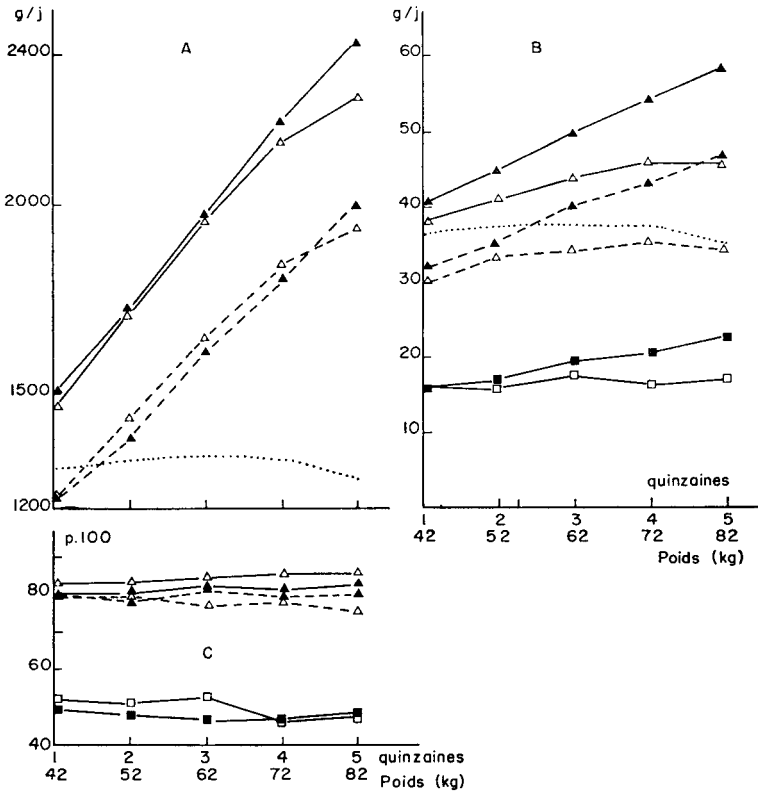 g/j
A
2400
2000
1500
1200
g/j
B
60
50
40
30
20
10
quinzaines
1 2 3 4 5
42 52 62 72 82
Poids (kg)
p.100
80
C
60
40
1 2 3 4 5 quinzaines
42 52 62 72 82 Poids (kg)